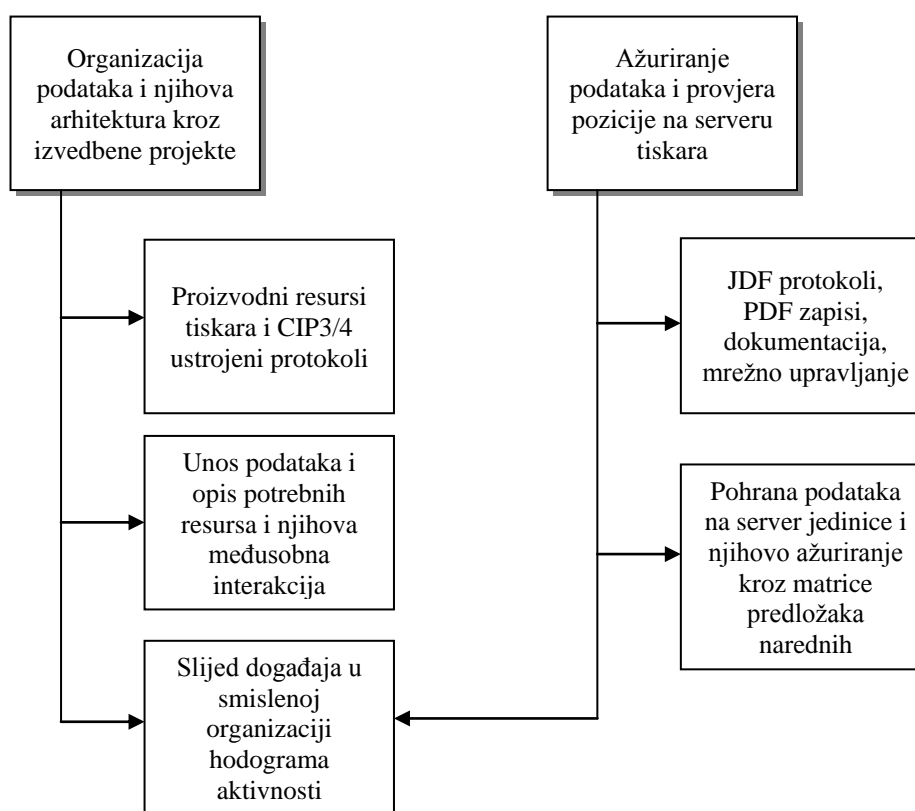 Organizacija
podataka i njihova
arhitektura kroz
izvedbene projekte
Ažuriranje
podataka i provjera
pozicije na serveru
tiskara
Proizvodni resursi
tiskara i CIP3/4
ustrojeni protokoli
JDF protokoli,
PDF zapisi,
dokumentacija,
mrežno upravljanje
Unos podataka i
opis potrebnih
resursa i njihova
međusobna
interakcija
Pohrana podataka
na server jedinice i
njihovo ažuriranje
kroz matrice
predložaka
narednih
Slijed događaja u
smislenoj
organizaciji
hodograma
aktivnosti